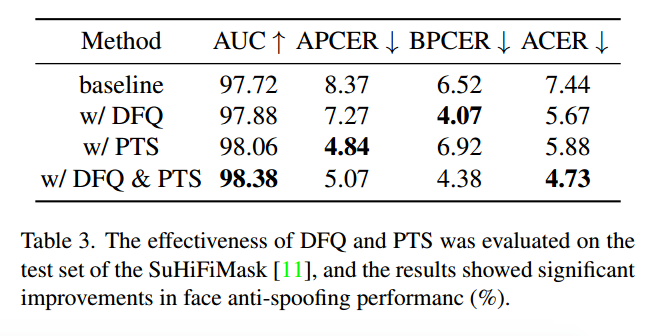 Method AUC ↑ APCER ↓ BPCER ↓ ACER ↓
baseline 97.72 8.37 6.52 7.44
w/ DFQ 97.88 7.27 4.07 5.67
w/ PTS 98.06 4.84 6.92 5.88
w/ DFQ & PTS 98.38 5.07 4.38 4.73
Table 3. The effectiveness of DFQ and PTS was evaluated on the
test set of the SuHiFiMask [11], and the results showed significant
improvements in face anti-spoofing performanc (%).